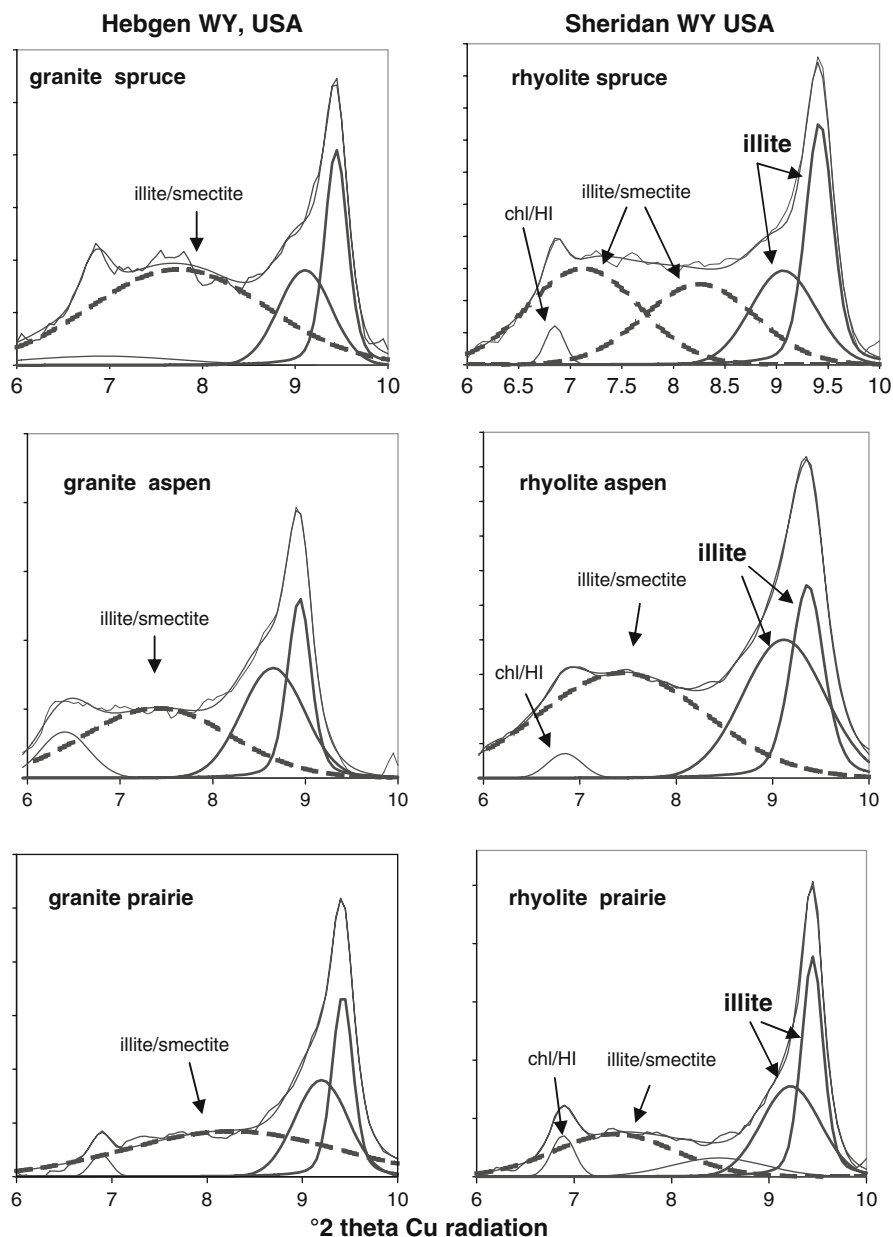 Hebgen WY, USA
Sheridan WY USA
granite spruce
illite/smectite
6 7 8 9 10
rhyolite spruce
illite
illite/smectite
chl/HI
6 6.5 7 7.5 8 8.5 9 9.5 10
granite aspen
illite/smectite
6 7 8 9 10
rhyolite aspen
illite
illite/smectite
chl/HI
6 7 8 9 10
granite prairie
illite/smectite
6 7 8 9 10
rhyolite prairie
illite
chl/HI
illite/smectite
6 7 8 9 10
°2 theta Cu radiation